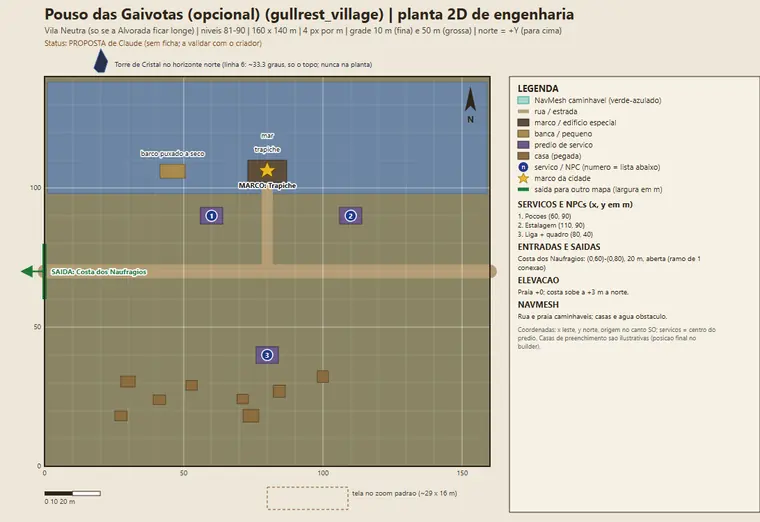 Pouso das Gaivotas (opcional) (gullrest_village) | planta 2D de engenharia
Vila Neutra (so se a Alvorada ficar longe) | niveis 81-90 | 160 x 140 m | 4 px por m | grade 10 m (fina) e 50 m (grossa) | norte = +Y (para cima)
Status: PROPOSTA de Claude (sem ficha; a validar com o criador)
Torre de Cristal no horizonte norte (linha 6: ~33.3 graus, so o topo; nunca na planta)
N
mar
barco puxado a seco
trapiche
MARCO: Trapiche
100
1
2
SAIDA: Costa dos Naufragios
50
3
0
0
50
100
150
0 10 20 m
tela no zoom padrao (~29 x 16 m)
LEGENDA
NavMesh caminhavel (verde-azulado)
rua / estrada
marco / edificio especial
banca / pequeno
predio de servico
casa (pegada)
n servico / NPC (numero = lista abaixo)
marco da cidade
saida para outro mapa (largura em m)
SERVICOS E NPCs (x, y em m)
1. Pocoes (60, 90)
2. Estalagem (110, 90)
3. Liga + quadro (80, 40)
ENTRADAS E SAIDAS
Costa dos Naufragios: (0,60)-(0,80), 20 m, aberta (ramo de 1
conexao)
ELEVACAO
Praia +0; costa sobe a +3 m a norte.
NAVMESH
Rua e praia caminhaveis; casas e agua obstaculo.
Coordenadas: x leste, y norte, origem no canto SO; servicos = centro do
predio. Casas de preenchimento sao ilustrativas (posicao final no
builder).